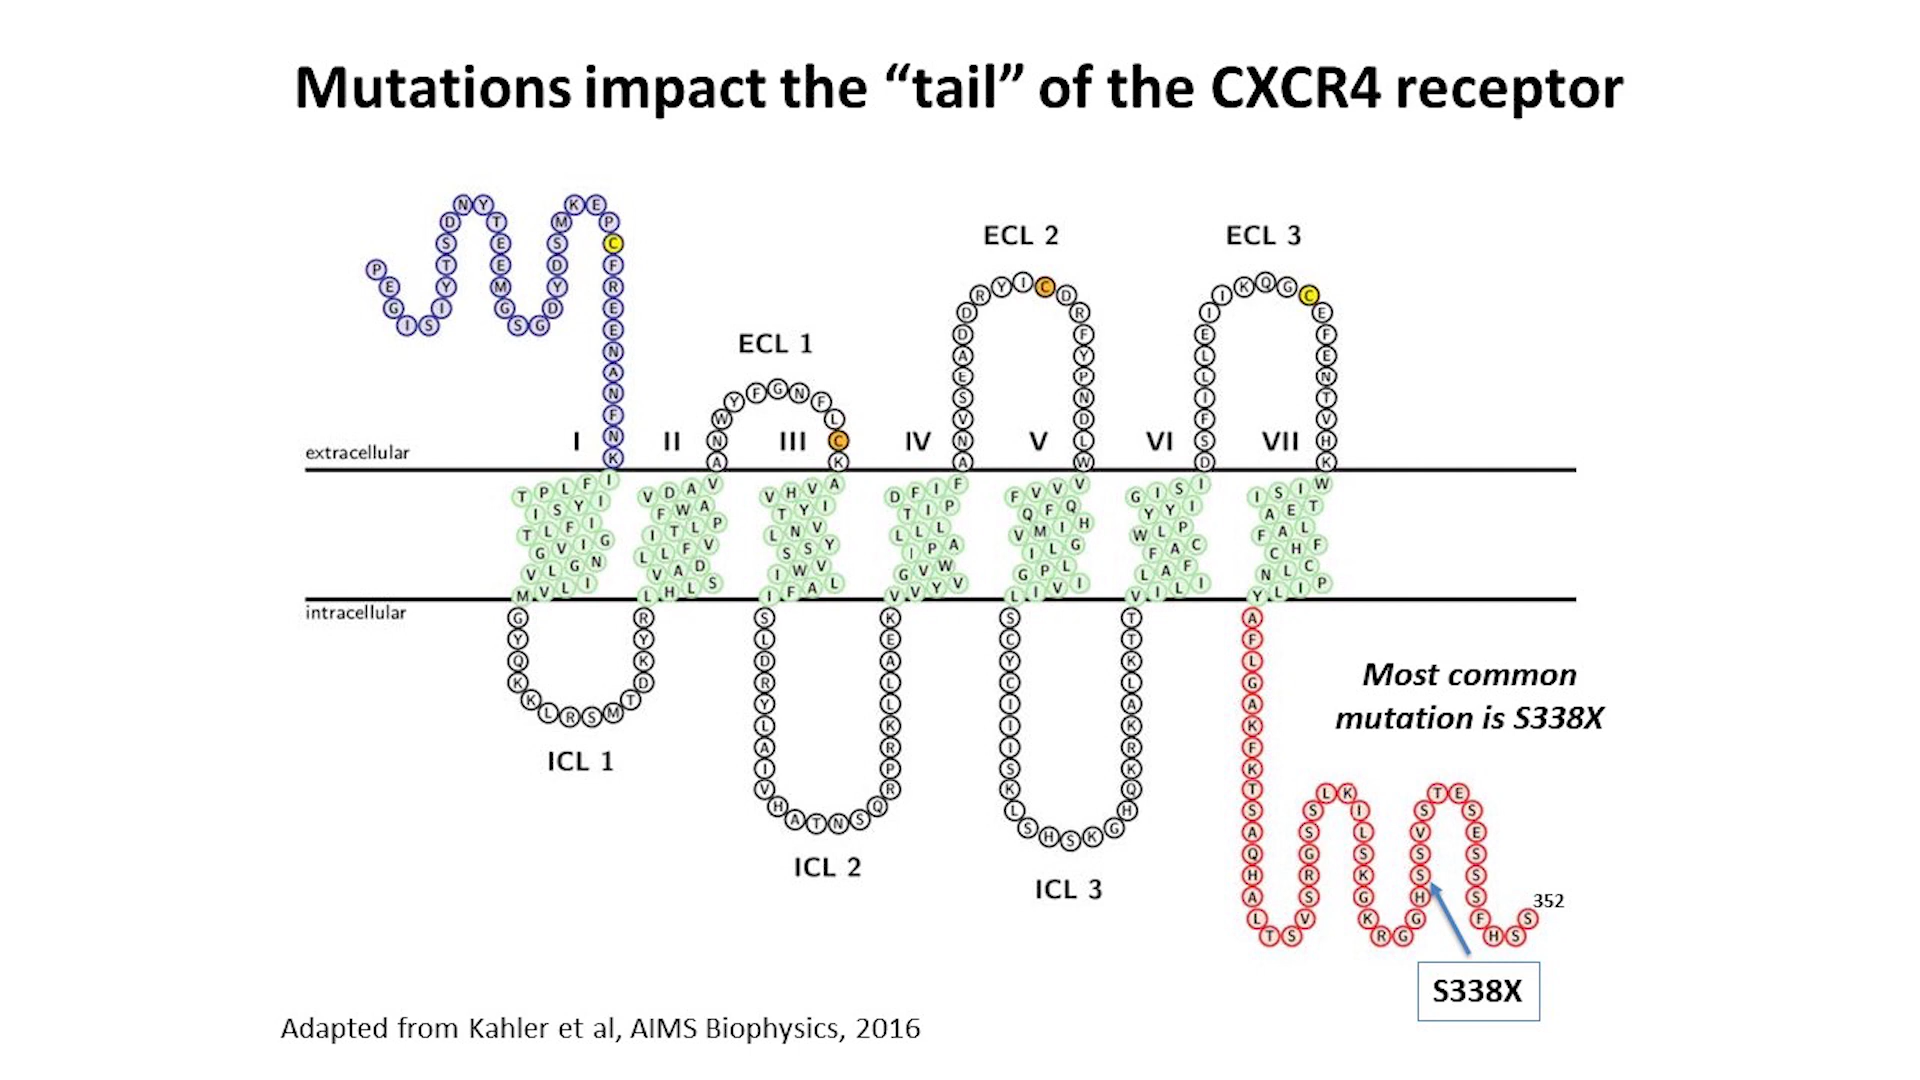 Mutations impact the “tail” of the CXCR4 receptor
ECL 1
ECL 2
ECL 3
I
II
III
IV
V
VI
VII
extracellular
intracellular
P E G I S I Y T S D N Y T E E M G S G D Y D S M K E P C F R E E N A N F N K
A N W Y F G N F L C K
A N V S E A D D R Y I C D R F Y P N D L W
D S F I L L E I I K Q G C E F E N T V H K
T P L F I
I S Y I
T L F I
G V I G
V L G N
M V L I
V D A V
F W A
I T L P
L L F V
V A D
L H L S
V H V A
T Y I
L N V
S S Y
I W V
I F A L
D F I F
T I P
L L L
I P A
G V W
V V Y V
F V V V
Q F Q
V M I H
I L G
G P L
L I V I
G I S I
Y Y I
W L P
F A C
L A F
V I L I
I S I W
A E T
F A L
C H F
N L C
Y L I P
G Y Q K K L R S M T D K Y R
S L D R Y L A I V H A T N S Q R P R K L L A E K
S C Y C I I I S K L S H S K G H Q K R K A L K T T
A F L G A K F K T S A Q H A L T S V S R G S S L K I L S K G K R G G H S S V S T E S E S S S F H S S
ICL 1
ICL 2
ICL 3
Most common
mutation is S338X
352
S338X
Adapted from Kahler et al, AIMS Biophysics, 2016